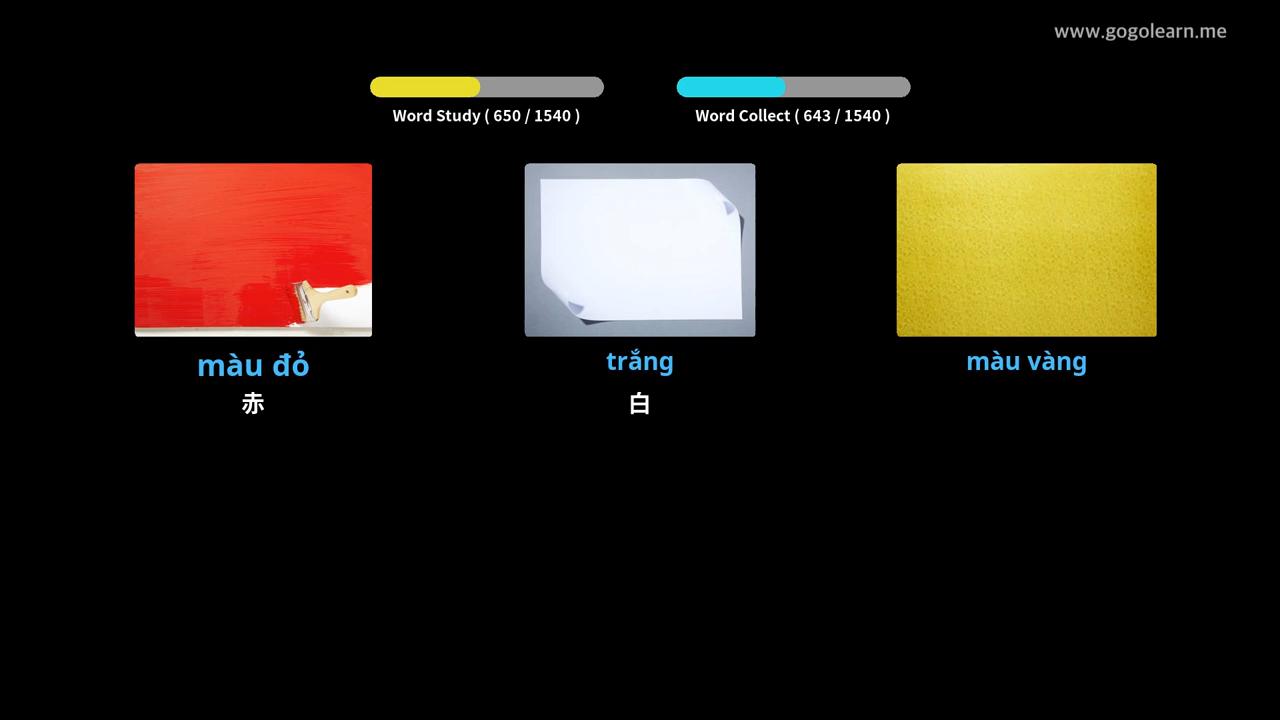 www.gogolearn.me
Word Study ( 650 / 1540 )
Word Collect ( 643 / 1540 )
màu đỏ
trắng
màu vàng
赤
白